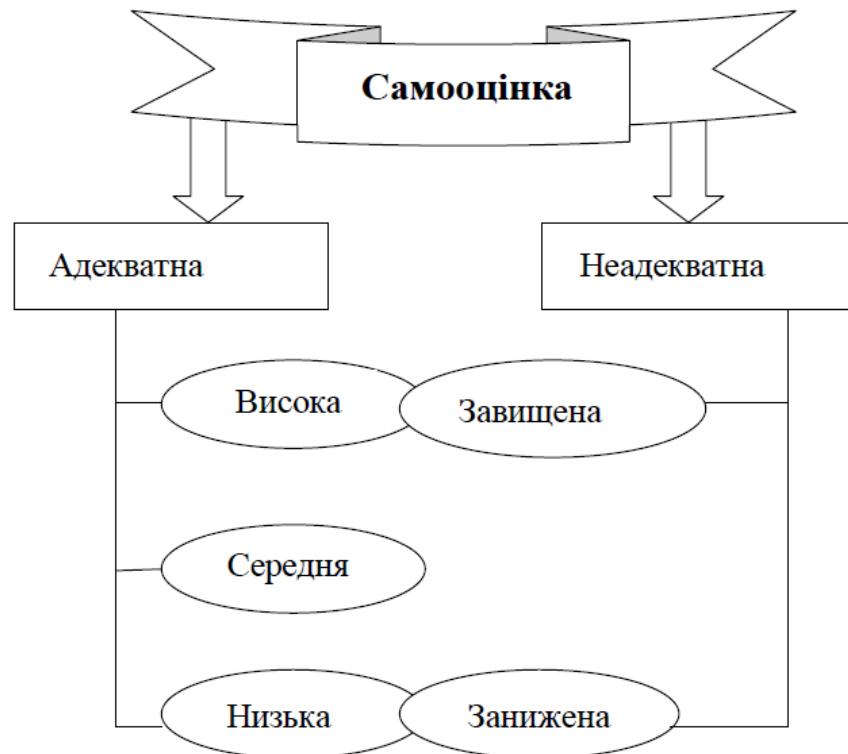 Самооцінка
Адекватна
Неадекватна
Висока
Завищена
Середня
Низька
Занижена